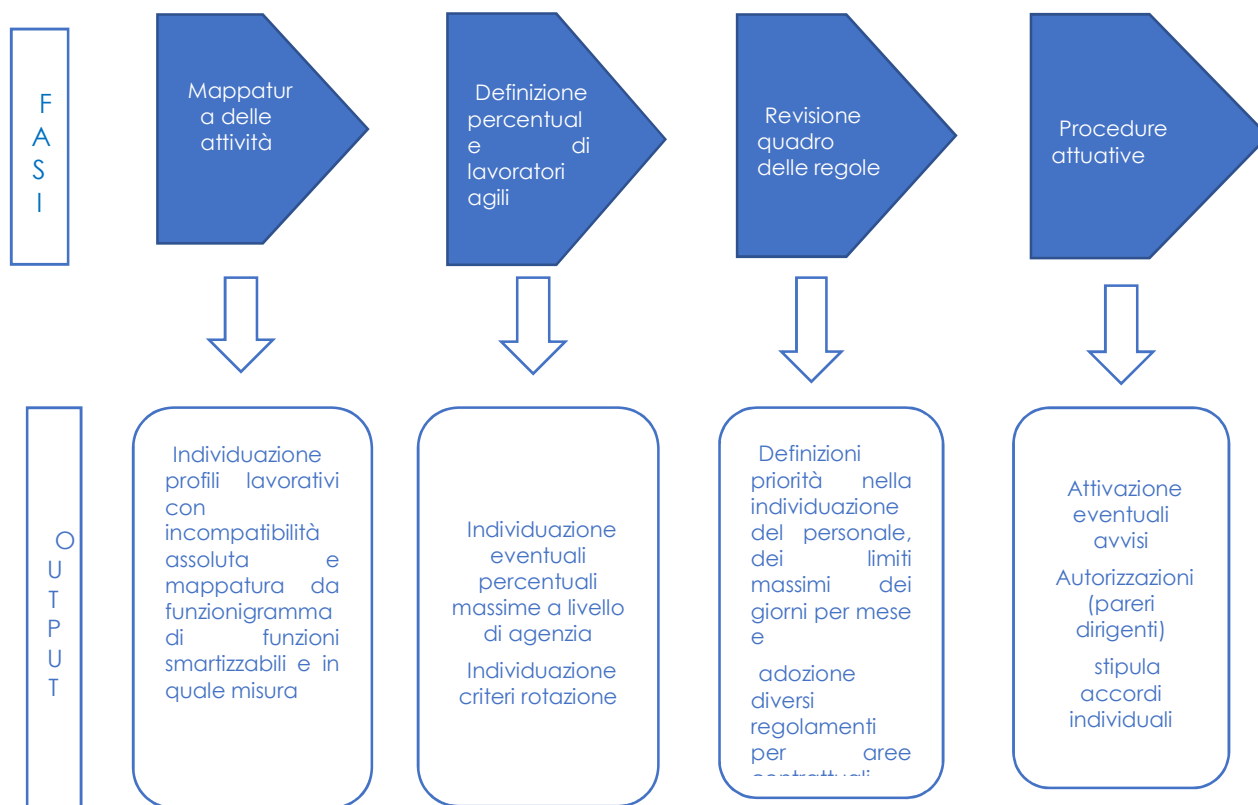 F
A
S
I
Mappatur
a delle
attività
Definizione
percentual
e di
lavoratori
agili
Revisione
quadro
delle regole
Procedure
attuative
O
U
T
P
U
T
Individuazione
profili lavorativi
con
incompatibilità
assoluta e
mappatura da
funzionigramma
di funzioni
smartizzabili e in
quale misura
Individuazione
eventuali
percentuali
massime a livello
di agenzia
Individuazione
criteri rotazione
Definizioni
priorità nella
individuazione
del personale,
dei limiti
massimi dei
giorni per mese
e
adozione
diversi
regolamenti
per aree
contrattuali
Attivazione
eventuali
avvisi
Autorizzazioni
(pareri
dirigenti)
stipula
accordi
individuali